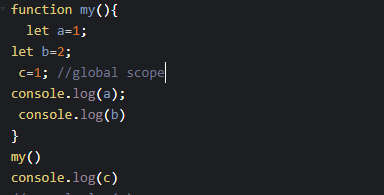 function my(){
let a=1;
let b=2;
c=1; //global scope
console.log(a);
console.log(b)
}
my()
console.log(c)